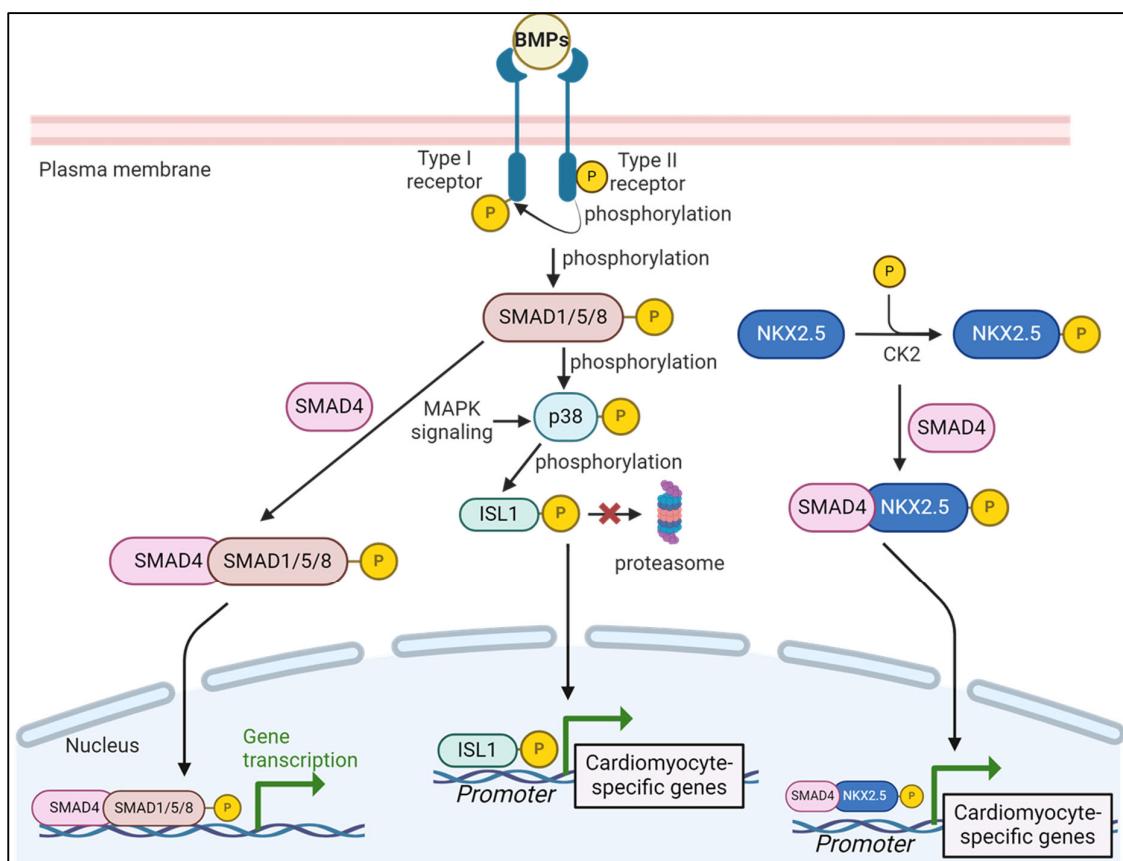 BMPs
Plasma membrane
Type I
receptor
Type II
receptor
P
P
phosphorylation
phosphorylation
SMAD1/5/8
P
P
NKX2.5
CK2
NKX2.5
P
phosphorylation
SMAD4
MAPK
signaling
p38
P
SMAD4
phosphorylation
ISL1
P
proteasome
SMAD4
NKX2.5
P
SMAD4
SMAD1/5/8
P
Nucleus
Gene
transcription
SMAD4
SMAD1/5/8
P
ISL1
P
Promoter
Cardiomyocyte-
specific genes
SMAD4
NKX2.5
P
Promoter
Cardiomyocyte-
specific genes